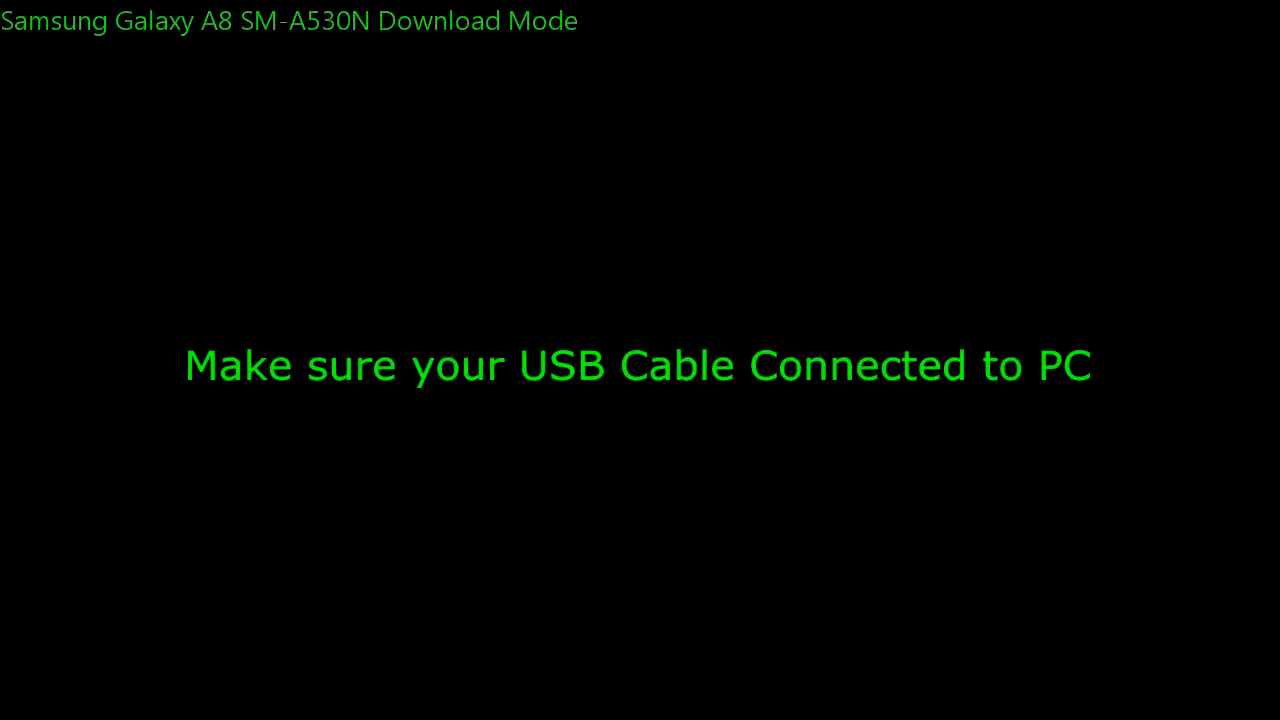 Samsung Galaxy A8 SM-A530N Download Mode
Make sure your USB Cable Connected to PC